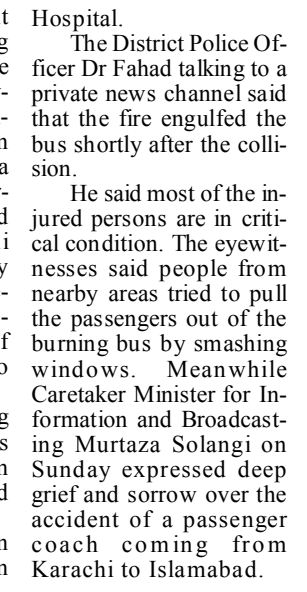 Hospital.
The District Police Of-
ficer Dr Fahad talking to a
private news channel said
that the fire engulfed the
bus shortly after the colli-
sion.
He said most of the in-
jured persons are in criti-
cal condition. The eyewit-
nesses said people from
nearby areas tried to pull
the passengers out of the
burning bus by smashing
windows. Meanwhile
Caretaker Minister for In-
formation and Broadcast-
ing Murtaza Solangi on
Sunday expressed deep
grief and sorrow over the
accident of a passenger
coach coming from
Karachi to Islamabad.